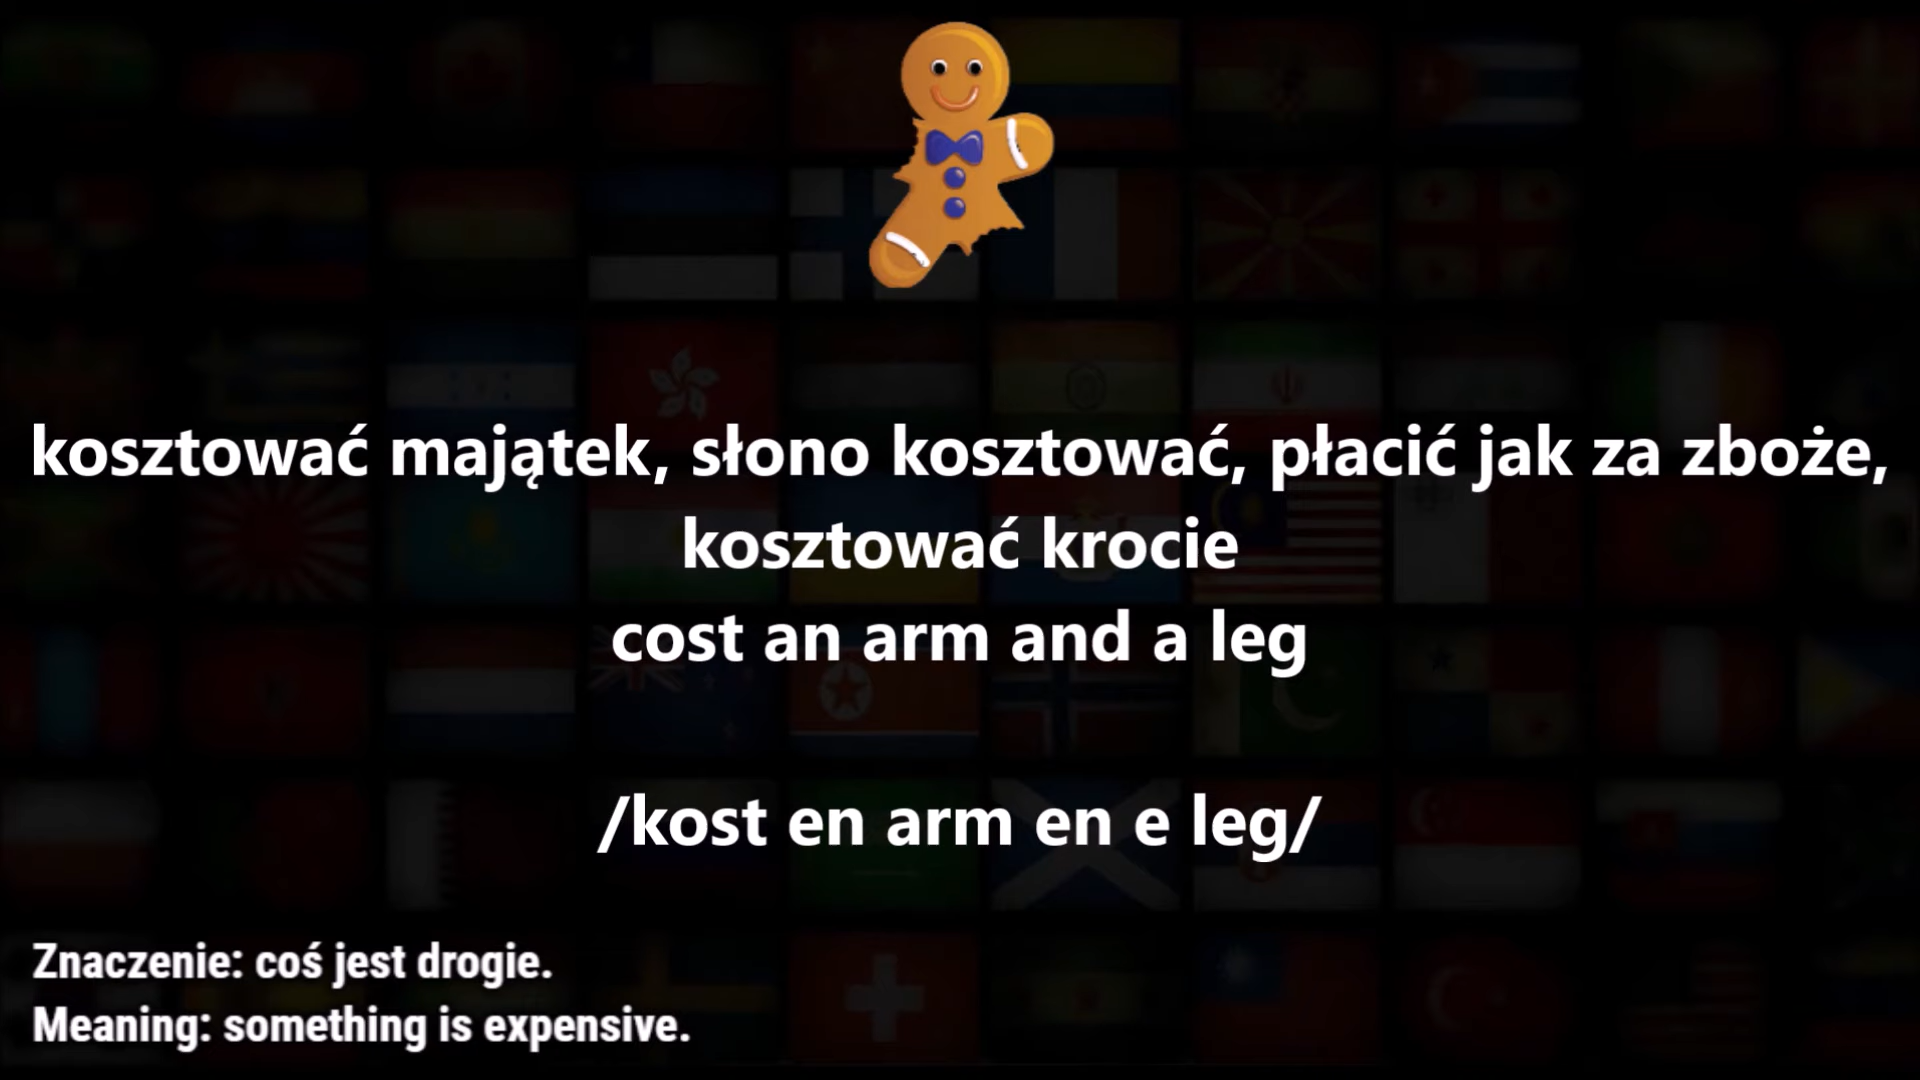 kosztować majątek, słono kosztować, płacić jak za zboże,
kosztować krocie
cost an arm and a leg
/kost en arm en e leg/
Znaczenie: coś jest drogie.
Meaning: something is expensive.